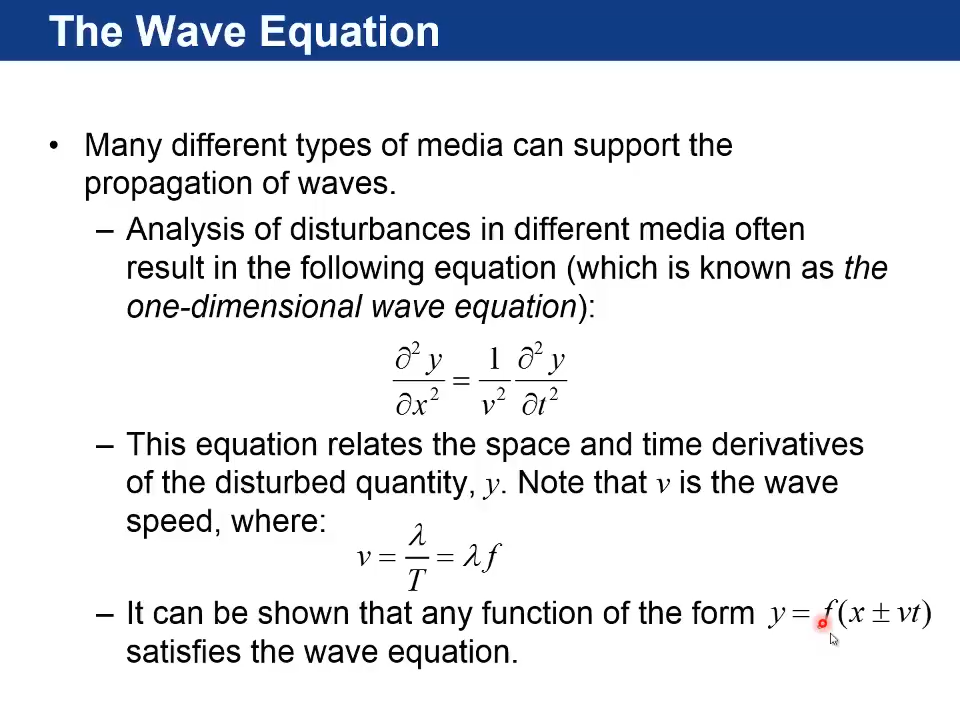 The Wave Equation
• Many different types of media can support the
propagation of waves.
– Analysis of disturbances in different media often
result in the following equation (which is known as the
one-dimensional wave equation):
∂²y/∂x² = 1/v² ∂²y/∂t²
– This equation relates the space and time derivatives
of the disturbed quantity, y. Note that v is the wave
speed, where:
v = λ/T = λf
– It can be shown that any function of the form y = f(x ± vt)
satisfies the wave equation.